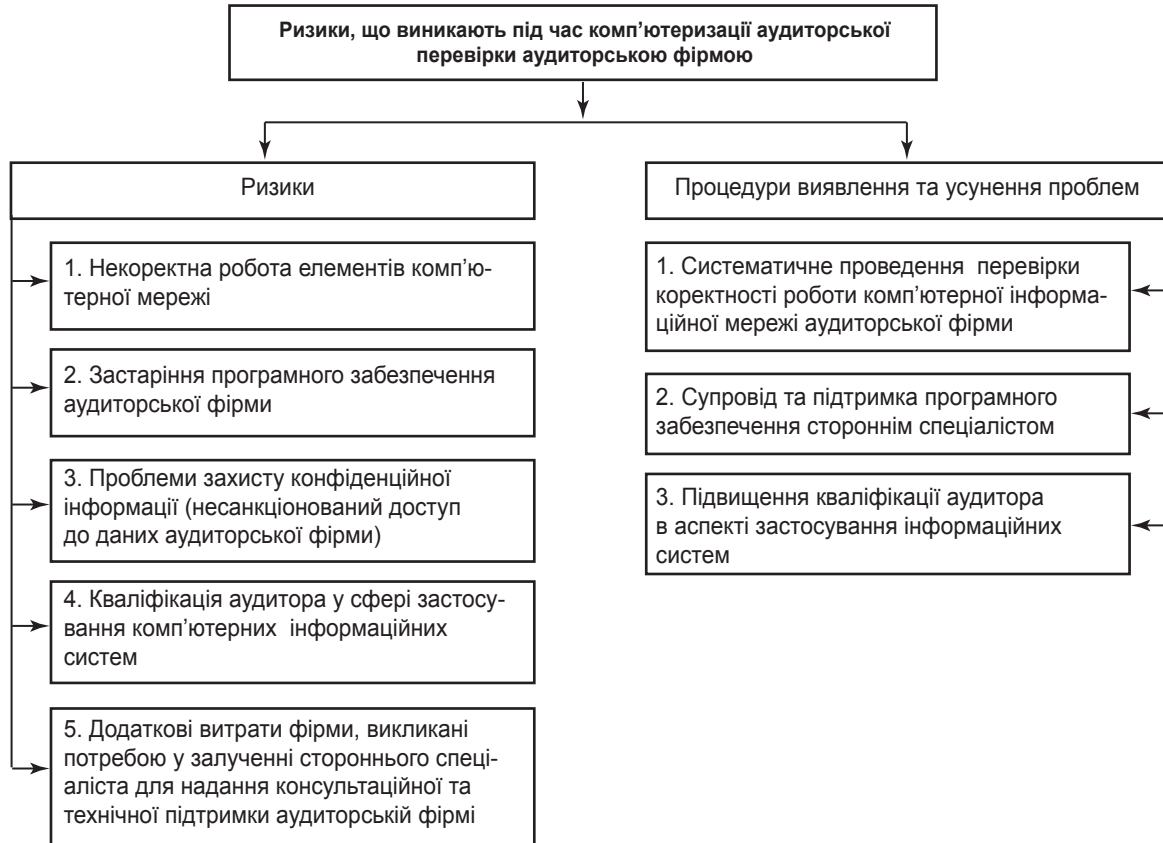 Ризики, що виникають під час комп’ютеризації аудиторської
перевірки аудиторською фірмою
Ризики
1. Некоректна робота елементів комп’ю-
терної мережі
2. Застаріння програмного забезпечення
аудиторської фірми
3. Проблеми захисту конфіденційної
інформації (несанкціонований доступ
до даних аудиторської фірми)
4. Кваліфікація аудитора у сфері застосу-
вання комп’ютерних інформаційних
систем
5. Додаткові витрати фірми, викликані
потребою у залученні стороннього спеці-
аліста для надання консультаційної та
технічної підтримки аудиторській фірмі
Процедури виявлення та усунення проблем
1. Систематичне проведення перевірки
коректності роботи комп’ютерної інформа-
ційної мережі аудиторської фірми
2. Супровід та підтримка програмного
забезпечення стороннім спеціалістом
3. Підвищення кваліфікації аудитора
в аспекті застосування інформаційних
систем